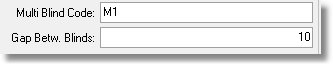 Multi Blind Code: M1
Gap Betw. Blinds: 10